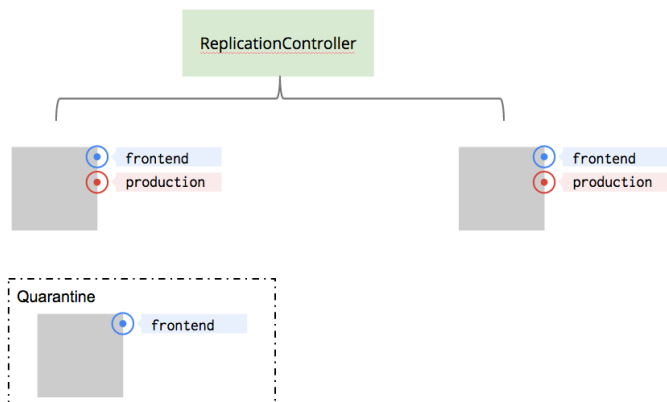 ReplicationController
frontend
production
frontend
production
Quarantine
frontend